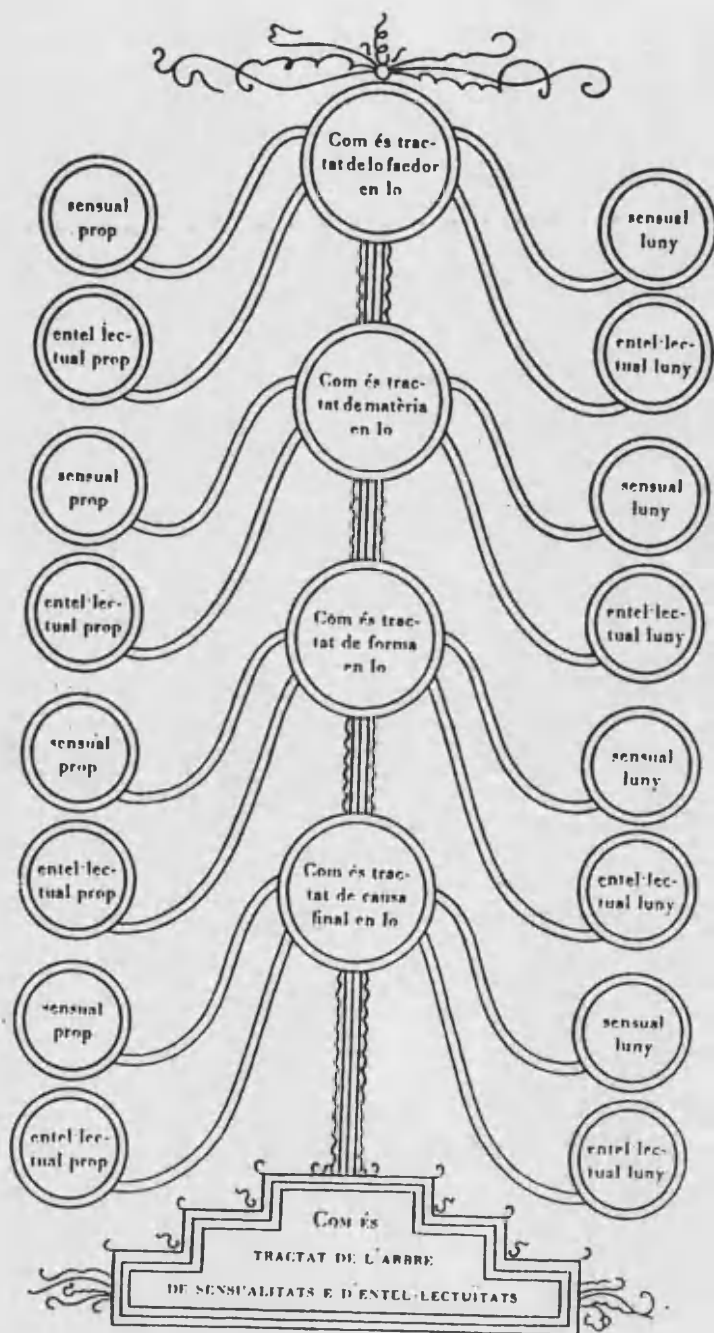 Com és trac-
tat de lo faedor
en lo
sensual
prop
sensual
luny
entel·lec-
tual prop
entel·lec-
tual luny
Com és trac-
tat de matèria
en lo
sensual
prop
sensual
luny
entel·lec-
tual prop
entel·lec-
tual luny
Com és trac-
tat de forma
en lo
sensual
prop
sensual
luny
entel·lec-
tual prop
entel·lec-
tual luny
Com és trac-
tat de causa
final en lo
sensual
prop
sensual
luny
entel·lec-
tual prop
entel·lec-
tual luny
COM ÉS
TRACTAT DE L'ARBRE
DE SENSUALITATS E D'ENTEL·LECTUÏTATS